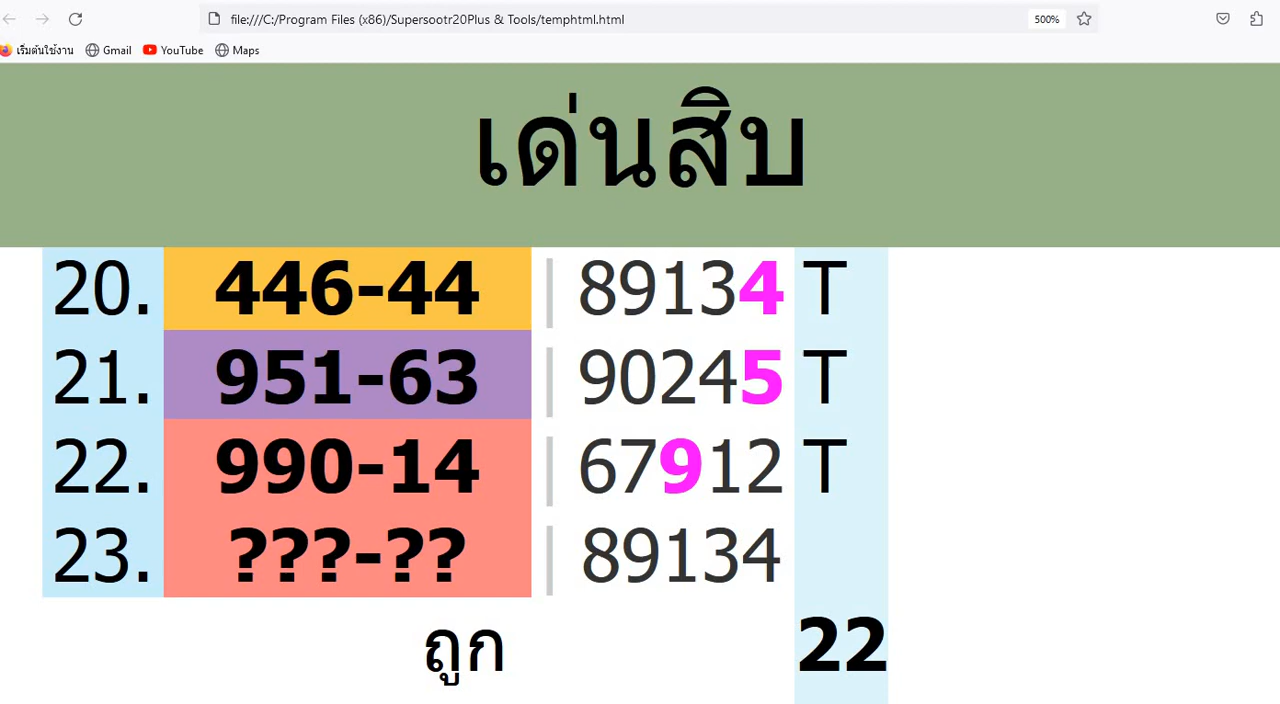 file:///C:/Program Files (x86)/Supersootr20Plus & Tools/temphtml.html 500%
เริ่มต้นใช้งาน Gmail YouTube Maps
เด่นสิบ
20. 446-44 | 89134 T
21. 951-63 | 90245 T
22. 990-14 | 67912 T
23. ???-?? | 89134
ถูก 22